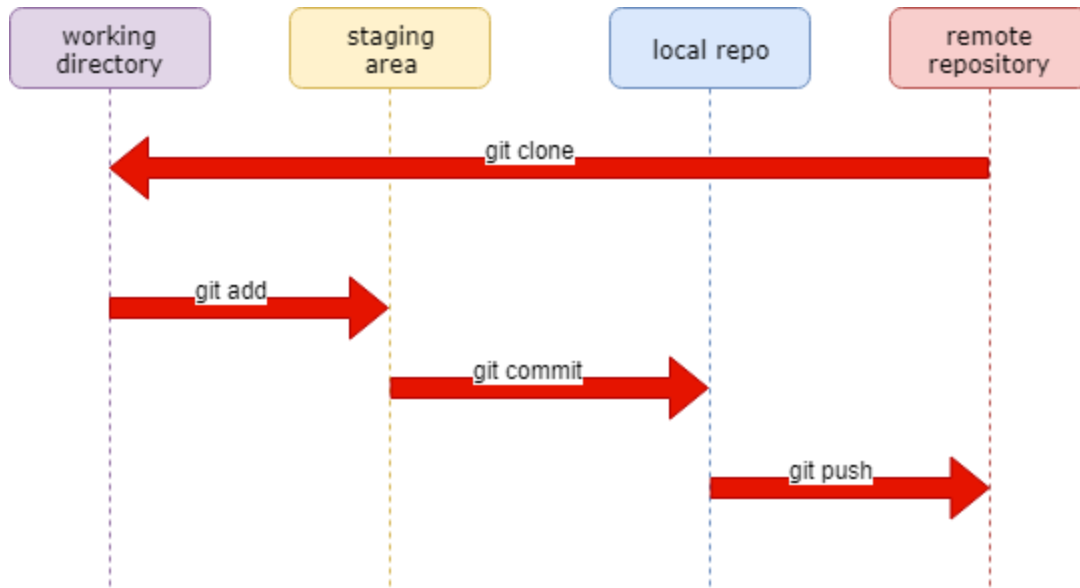 working
directory
staging
area
local repo
remote
repository
git clone
git add
git commit
git push